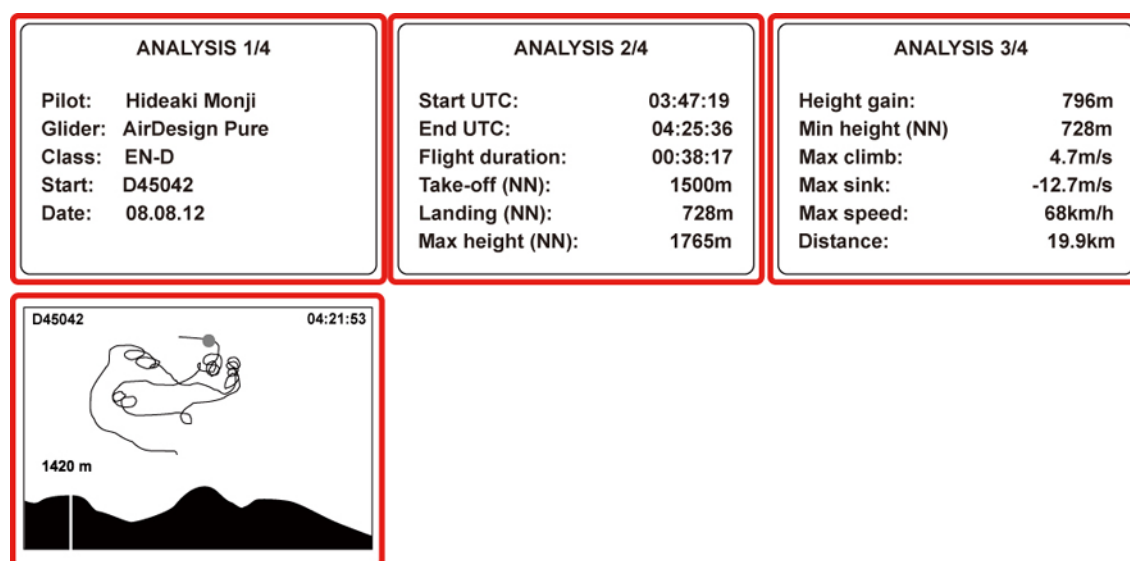 ANALYSIS 1/4
Pilot: Hideaki Monji
Glider: AirDesign Pure
Class: EN-D
Start: D45042
Date: 08.08.12
ANALYSIS 2/4
Start UTC: 03:47:19
End UTC: 04:25:36
Flight duration: 00:38:17
Take-off (NN): 1500m
Landing (NN): 728m
Max height (NN): 1765m
ANALYSIS 3/4
Height gain: 796m
Min height (NN) 728m
Max climb: 4.7m/s
Max sink: -12.7m/s
Max speed: 68km/h
Distance: 19.9km
D45042 04:21:53
1420 m